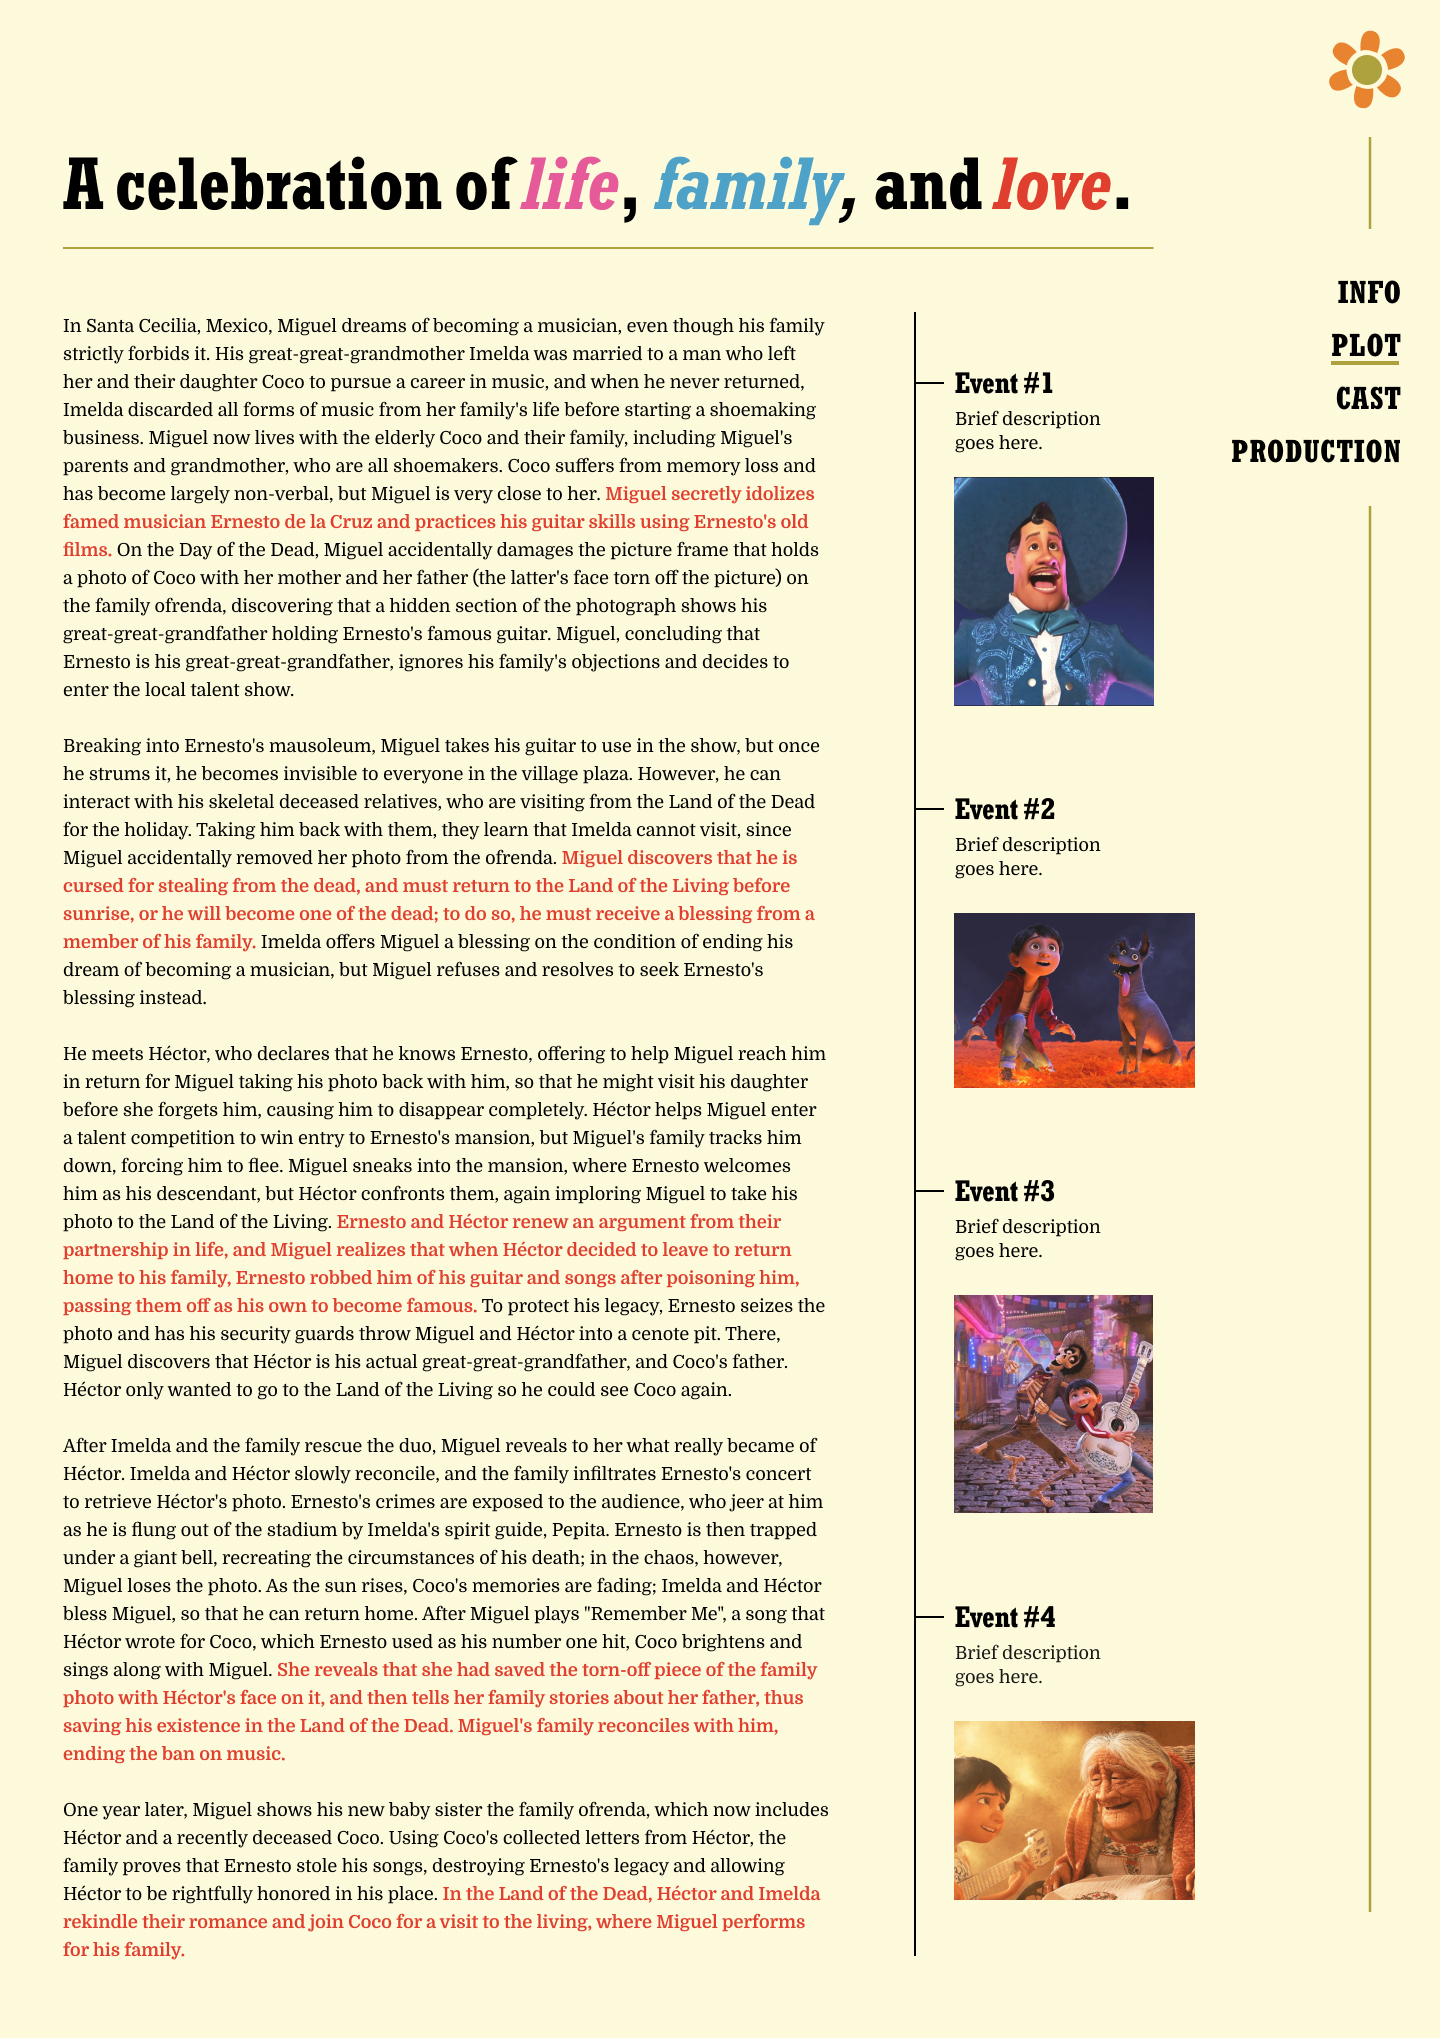 A celebration of life, family, and love.
INFO
PLOT
CAST
PRODUCTION
In Santa Cecilia, Mexico, Miguel dreams of becoming a musician, even though his family
strictly forbids it. His great-great-grandmother Imelda was married to a man who left
her and their daughter Coco to pursue a career in music, and when he never returned,
Imelda discarded all forms of music from her family's life before starting a shoemaking
business. Miguel now lives with the elderly Coco and their family, including Miguel's
parents and grandmother, who are all shoemakers. Coco suffers from memory loss and
has become largely non-verbal, but Miguel is very close to her. Miguel secretly idolizes
famed musician Ernesto de la Cruz and practices his guitar skills using Ernesto's old
films. On the Day of the Dead, Miguel accidentally damages the picture frame that holds
a photo of Coco with her mother and her father (the latter's face torn off the picture) on
the family ofrenda, discovering that a hidden section of the photograph shows his
great-great-grandfather holding Ernesto's famous guitar. Miguel, concluding that
Ernesto is his great-great-grandfather, ignores his family's objections and decides to
enter the local talent show.
Breaking into Ernesto's mausoleum, Miguel takes his guitar to use in the show, but once
he strums it, he becomes invisible to everyone in the village plaza. However, he can
interact with his skeletal deceased relatives, who are visiting from the Land of the Dead
for the holiday. Taking him back with them, they learn that Imelda cannot visit, since
Miguel accidentally removed her photo from the ofrenda. Miguel discovers that he is
cursed for stealing from the dead, and must return to the Land of the Living before
sunrise, or he will become one of the dead; to do so, he must receive a blessing from a
member of his family. Imelda offers Miguel a blessing on the condition of ending his
dream of becoming a musician, but Miguel refuses and resolves to seek Ernesto's
blessing instead.
He meets Héctor, who declares that he knows Ernesto, offering to help Miguel reach him
in return for Miguel taking his photo back with him, so that he might visit his daughter
before she forgets him, causing him to disappear completely. Héctor helps Miguel enter
a talent competition to win entry to Ernesto's mansion, but Miguel's family tracks him
down, forcing him to flee. Miguel sneaks into the mansion, where Ernesto welcomes
him as his descendant, but Héctor confronts them, again imploring Miguel to take his
photo to the Land of the Living. Ernesto and Héctor renew an argument from their
partnership in life, and Miguel realizes that when Héctor decided to leave to return
home to his family, Ernesto robbed him of his guitar and songs after poisoning him,
passing them off as his own to become famous. To protect his legacy, Ernesto seizes the
photo and has his security guards throw Miguel and Héctor into a cenote pit. There,
Miguel discovers that Héctor is his actual great-great-grandfather, and Coco's father.
Héctor only wanted to go to the Land of the Living so he could see Coco again.
After Imelda and the family rescue the duo, Miguel reveals to her what really became of
Héctor. Imelda and Héctor slowly reconcile, and the family infiltrates Ernesto's concert
to retrieve Héctor's photo. Ernesto's crimes are exposed to the audience, who jeer at him
as he is flung out of the stadium by Imelda's spirit guide, Pepita. Ernesto is then trapped
under a giant bell, recreating the circumstances of his death; in the chaos, however,
Miguel loses the photo. As the sun rises, Coco's memories are fading; Imelda and Héctor
bless Miguel, so that he can return home. After Miguel plays "Remember Me", a song that
Héctor wrote for Coco, which Ernesto used as his number one hit, Coco brightens and
sings along with Miguel. She reveals that she had saved the torn-off piece of the family
photo with Héctor's face on it, and then tells her family stories about her father, thus
saving his existence in the Land of the Dead. Miguel's family reconciles with him,
ending the ban on music.
One year later, Miguel shows his new baby sister the family ofrenda, which now includes
Héctor and a recently deceased Coco. Using Coco's collected letters from Héctor, the
family proves that Ernesto stole his songs, destroying Ernesto's legacy and allowing
Héctor to be rightfully honored in his place. In the Land of the Dead, Héctor and Imelda
rekindle their romance and join Coco for a visit to the living, where Miguel performs
for his family.
Event #1
Brief description
goes here.
Event #2
Brief description
goes here.
Event #3
Brief description
goes here.
Event #4
Brief description
goes here.